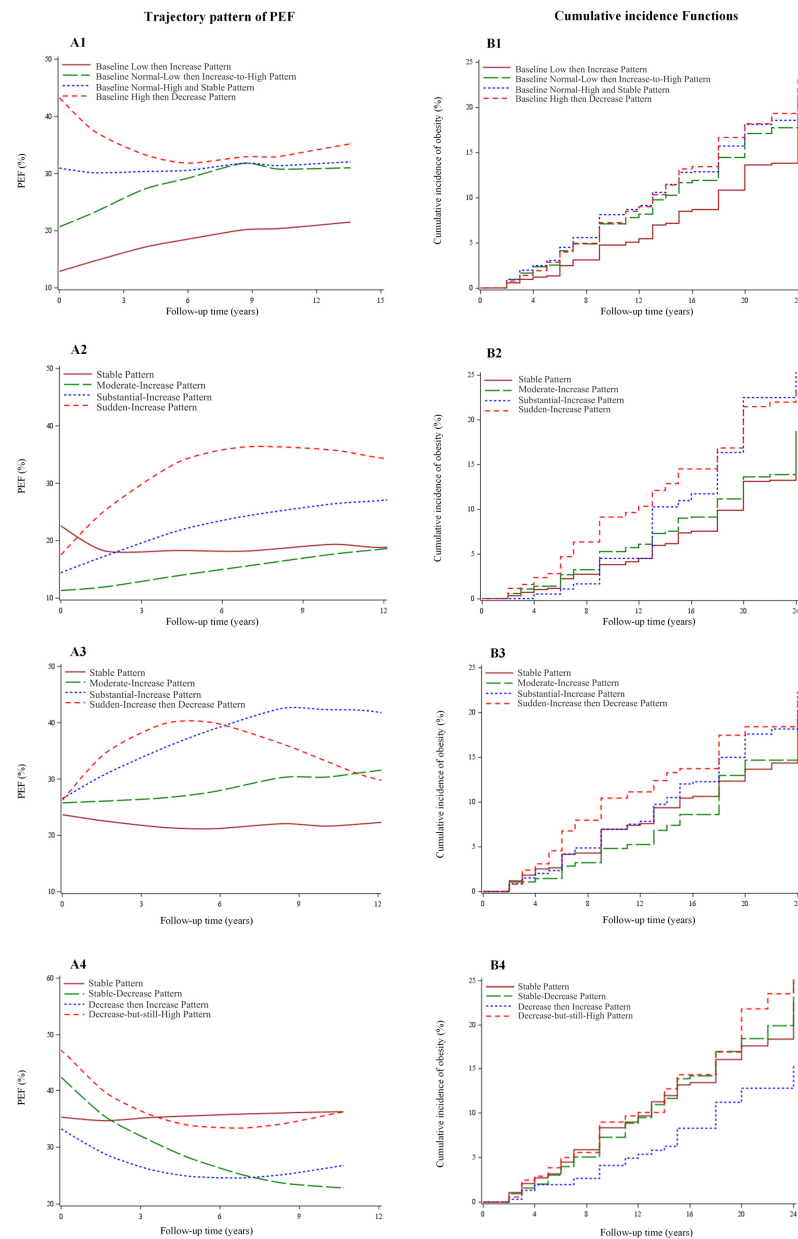 Trajectory pattern of PEF
Cumulative incidence Functions
A1
Baseline Low then Increase Pattern
Baseline Normal-Low then Increase-to-High Pattern
Baseline Normal-High and Stable Pattern
Baseline High then Decrease Pattern
PEF (%)
50
40
30
20
10
0
3
6
9
12
15
Follow-up time (years)
B1
Baseline Low then Increase Pattern
Baseline Normal-Low then Increase-to-High Pattern
Baseline Normal-High and Stable Pattern
Baseline High then Decrease Pattern
Cumulative incidence of obesity (%)
25
20
15
10
5
0
0
4
8
12
16
20
24
Follow-up time (years)
A2
Stable Pattern
Moderate-Increase Pattern
Substantial-Increase Pattern
Sudden-Increase Pattern
PEF (%)
50
40
30
20
10
0
3
6
9
12
Follow-up time (years)
B2
Stable Pattern
Moderate-Increase Pattern
Substantial-Increase Pattern
Sudden-Increase Pattern
Cumulative incidence of obesity (%)
25
20
15
10
5
0
0
4
8
12
16
20
24
Follow-up time (years)
A3
Stable Pattern
Moderate-Increase Pattern
Substantial-Increase Pattern
Sudden-Increase then Decrease Pattern
PEF (%)
50
40
30
20
10
0
3
6
9
12
Follow-up time (years)
B3
Stable Pattern
Moderate-Increase Pattern
Substantial-Increase Pattern
Sudden-Increase then Decrease Pattern
Cumulative incidence of obesity (%)
25
20
15
10
5
0
0
4
8
12
16
20
24
Follow-up time (years)
A4
Stable Pattern
Stable-Decrease Pattern
Decrease then Increase Pattern
Decrease-but-still-High Pattern
PEF (%)
60
50
40
30
20
0
3
6
9
12
Follow-up time (years)
B4
Stable Pattern
Stable-Decrease Pattern
Decrease then Increase Pattern
Decrease-but-still-High Pattern
Cumulative incidence of obesity (%)
25
20
15
10
5
0
0
4
8
12
16
20
24
Follow-up time (years)